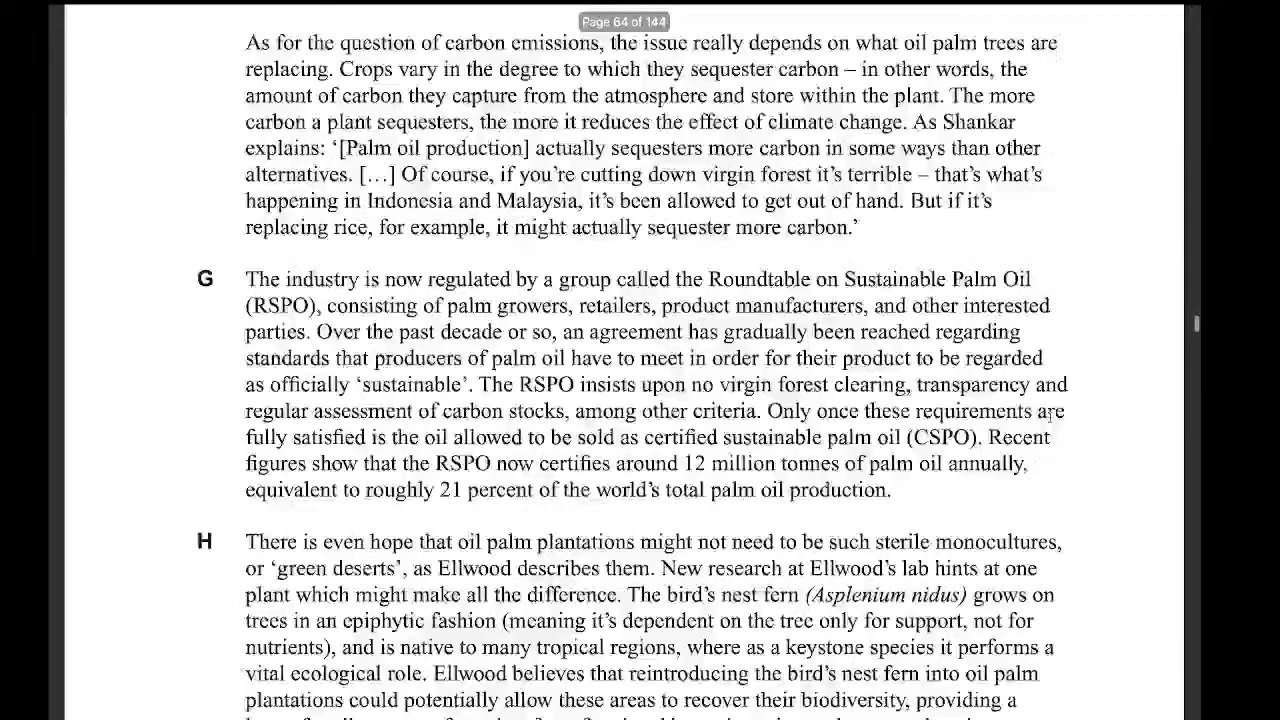 Page 64 of 144
As for the question of carbon emissions, the issue really depends on what oil palm trees are
replacing. Crops vary in the degree to which they sequester carbon – in other words, the
amount of carbon they capture from the atmosphere and store within the plant. The more
carbon a plant sequesters, the more it reduces the effect of climate change. As Shankar
explains: ‘[Palm oil production] actually sequesters more carbon in some ways than other
alternatives. […] Of course, if you’re cutting down virgin forest it’s terrible – that’s what’s
happening in Indonesia and Malaysia, it’s been allowed to get out of hand. But if it’s
replacing rice, for example, it might actually sequester more carbon.’
G The industry is now regulated by a group called the Roundtable on Sustainable Palm Oil
(RSPO), consisting of palm growers, retailers, product manufacturers, and other interested
parties. Over the past decade or so, an agreement has gradually been reached regarding
standards that producers of palm oil have to meet in order for their product to be regarded
as officially ‘sustainable’. The RSPO insists upon no virgin forest clearing, transparency and
regular assessment of carbon stocks, among other criteria. Only once these requirements are
fully satisfied is the oil allowed to be sold as certified sustainable palm oil (CSPO). Recent
figures show that the RSPO now certifies around 12 million tonnes of palm oil annually,
equivalent to roughly 21 percent of the world’s total palm oil production.
H There is even hope that oil palm plantations might not need to be such sterile monocultures,
or ‘green deserts’, as Ellwood describes them. New research at Ellwood’s lab hints at one
plant which might make all the difference. The bird’s nest fern (Asplenium nidus) grows on
trees in an epiphytic fashion (meaning it’s dependent on the tree only for support, not for
nutrients), and is native to many tropical regions, where as a keystone species it performs a
vital ecological role. Ellwood believes that reintroducing the bird’s nest fern into oil palm
plantations could potentially allow these areas to recover their biodiversity, providing a